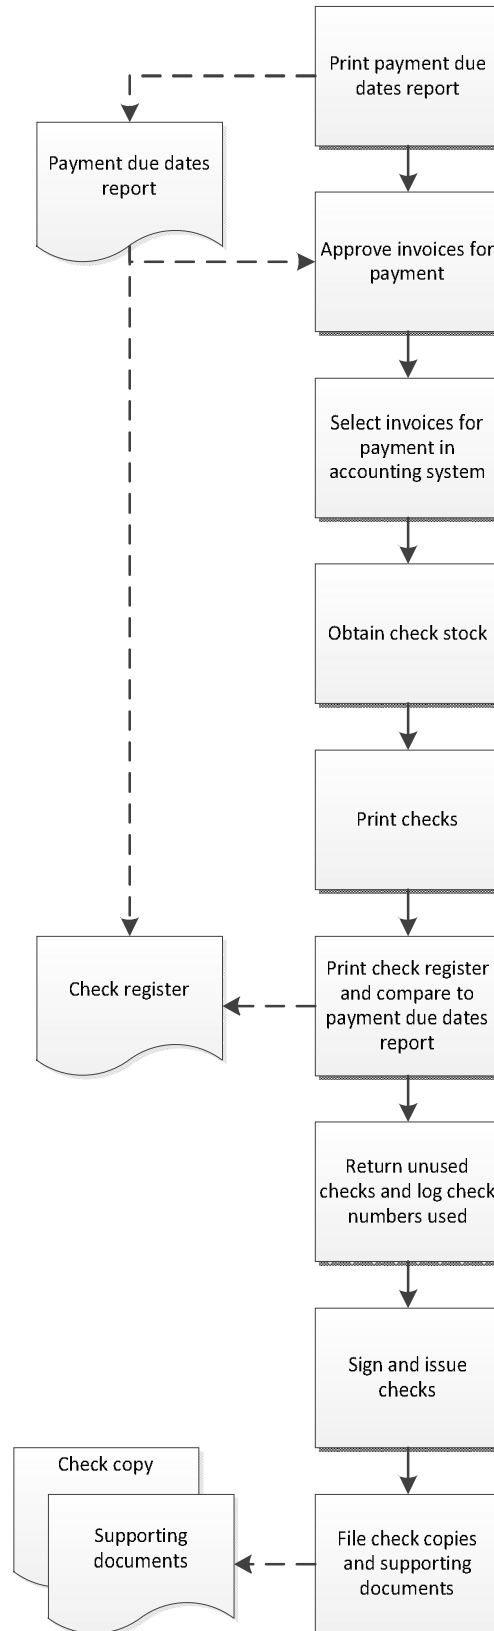 Print payment due
dates report
Payment due dates
report
Approve invoices for
payment
Select invoices for
payment in
accounting system
Obtain check stock
Print checks
Check register
Print check register
and compare to
payment due dates
report
Return unused
checks and log check
numbers used
Sign and issue
checks
Check copy
Supporting
documents
File check copies
and supporting
documents